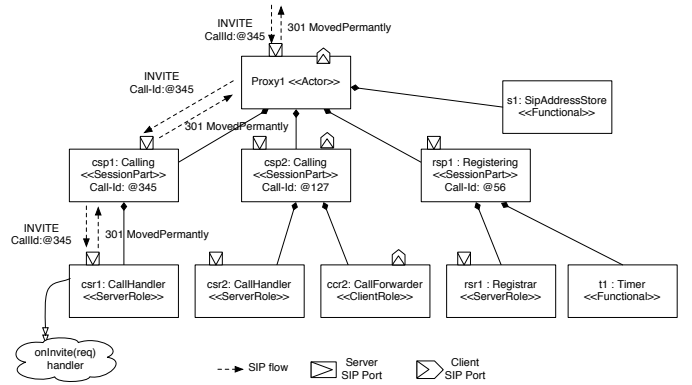 INVITE
CallId:@345
301 MovedPermantly
Proxy1 <<Actor>>
INVITE
Call-Id:@345
301 MovedPermantly
s1: SipAddressStore
<<Functional>>
csp1: Calling
<<SessionPart>>
Call-Id: @345
csp2: Calling
<<SessionPart>>
Call-Id: @127
rsp1 : Registering
<<SessionPart>>
Call-Id: @56
INVITE
CallId:@345
301 MovedPermantly
csr1: CallHandler
<<ServerRole>>
csr2: CallHandler
<<ServerRole>>
ccr2: CallForwarder
<<ClientRole>>
rsr1 : Registrar
<<ServerRole>>
t1 : Timer
<<Functional>>
onInvite(req)
handler
SIP flow
Server
SIP Port
Client
SIP Port